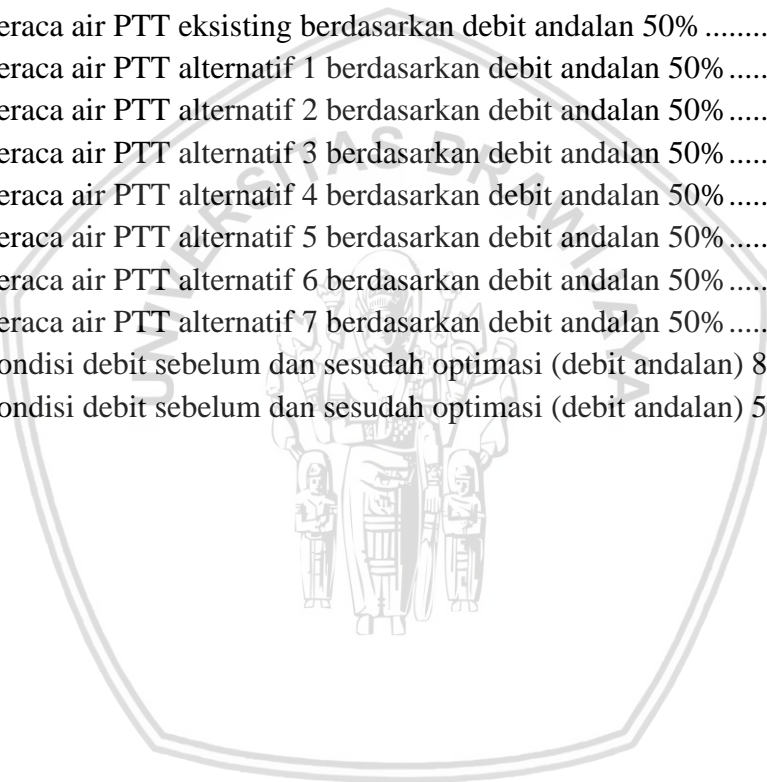 eraca air PTT eksisting berdasarkan debit andalan 50% ........
eraca air PTT alternatif 1 berdasarkan debit andalan 50% .....
eraca air PTT alternatif 2 berdasarkan debit andalan 50% .....
eraca air PTT alternatif 3 berdasarkan debit andalan 50% .....
eraca air PTT alternatif 4 berdasarkan debit andalan 50% .....
eraca air PTT alternatif 5 berdasarkan debit andalan 50% .....
eraca air PTT alternatif 6 berdasarkan debit andalan 50% .....
eraca air PTT alternatif 7 berdasarkan debit andalan 50% .....
ondisi debit sebelum dan sesudah optimasi (debit andalan) 8
ondisi debit sebelum dan sesudah optimasi (debit andalan) 5
UNIVERSITAS BRAWIJAYA